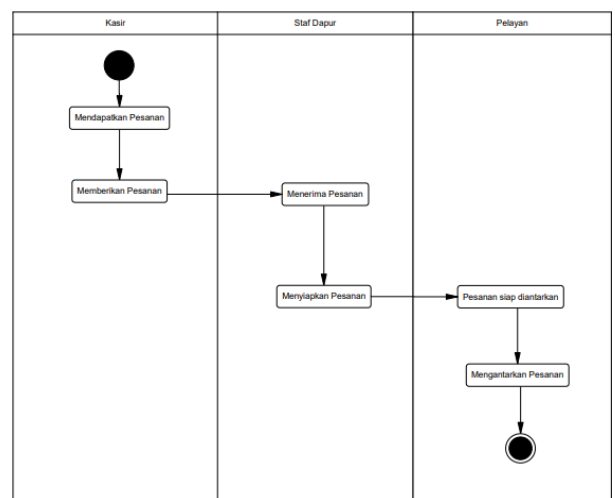 Kasir
Staf Dapur
Pelayan
Mendapatkan Pesanan
Memberikan Pesanan
Menerima Pesanan
Menyiapkan Pesanan
Pesanan siap diantarkan
Mengantarkan Pesanan